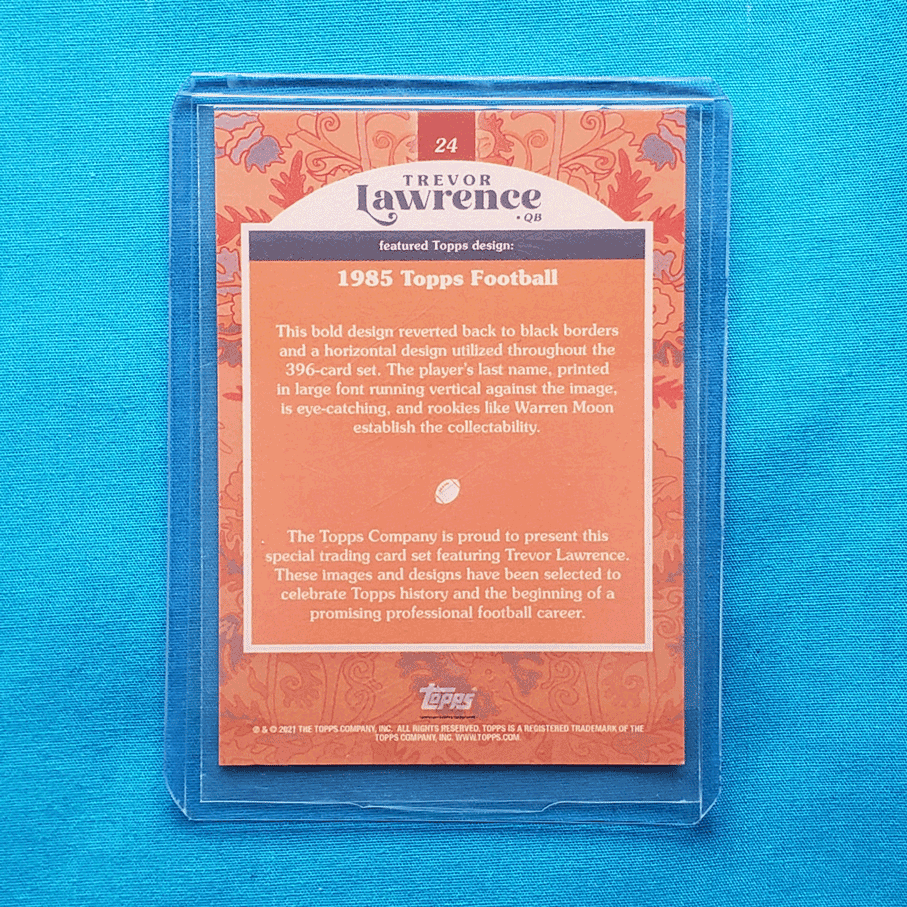 24
TREVOR
Lawrence
• QB
featured Topps design:
1985 Topps Football
This bold design reverted back to black borders
and a horizontal design utilized throughout the
396-card set. The player's last name, printed
in large font running vertical against the image,
is eye-catching, and rookies like Warren Moon
establish the collectability.
The Topps Company is proud to present this
special trading card set featuring Trevor Lawrence.
These images and designs have been selected to
celebrate Topps history and the beginning of a
promising professional football career.
topps
® & © 2021 THE TOPPS COMPANY, INC. ALL RIGHTS RESERVED. TOPPS IS A REGISTERED TRADEMARK OF THE
TOPPS COMPANY, INC. WWW.TOPPS.COM.